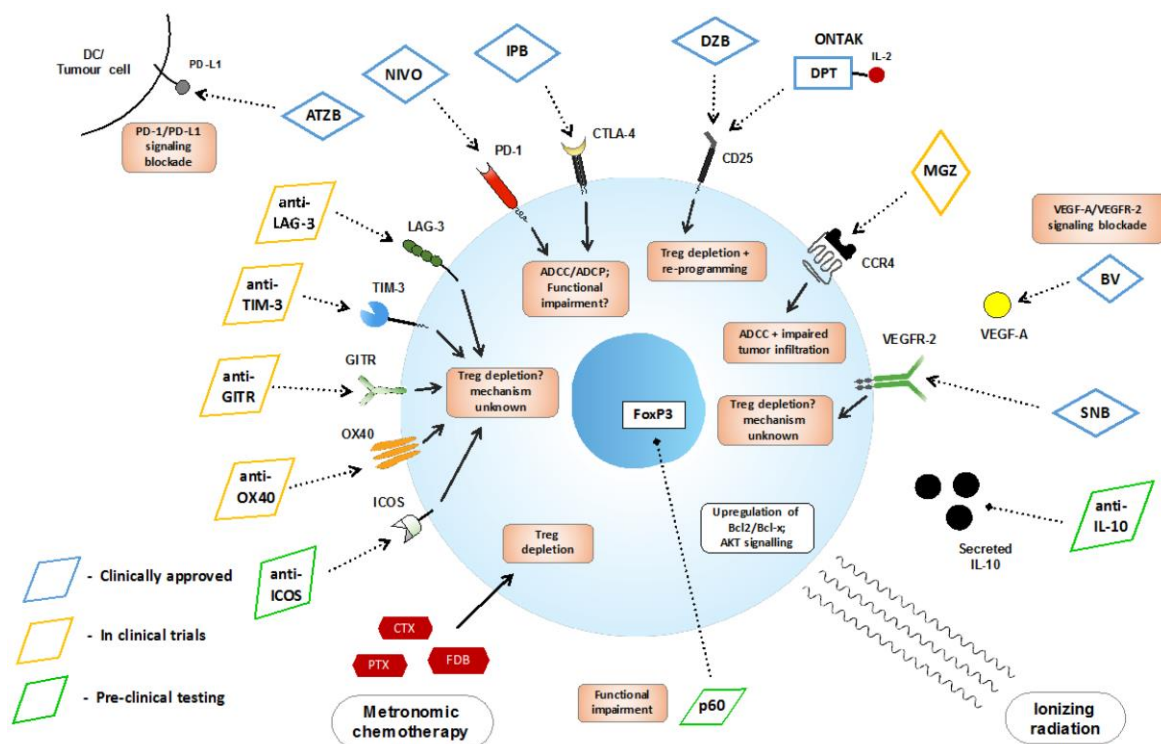 DC/
Tumour cell
PD-L1
ATZB
PD-1/PD-L1
signaling
blockade
NIVO
IPB
DZB
ONTAK
IL-2
DPT
PD-1
CTLA-4
CD25
MGZ
anti-
LAG-3
LAG-3
ADCC/ADCP;
Functional
impairment?
Treg depletion +
re-programming
CCR4
VEGF-A/VEGFR-2
signaling blockade
BV
VEGF-A
anti-
TIM-3
TIM-3
ADCC + impaired
tumor infiltration
VEGFR-2
anti-
GITR
GITR
Treg depletion?
mechanism
unknown
FoxP3
Treg depletion?
mechanism
unknown
SNB
anti-
OX40
OX40
ICOS
anti-
ICOS
Treg
depletion
Upregulation of
Bcl2/Bcl-x;
AKT signalling
Secreted
IL-10
anti-
IL-10
- Clinically approved
- In clinical trials
- Pre-clinical testing
CTX
PTX
FDB
Metronomic
chemotherapy
Functional
impairment
p60
Ionizing
radiation